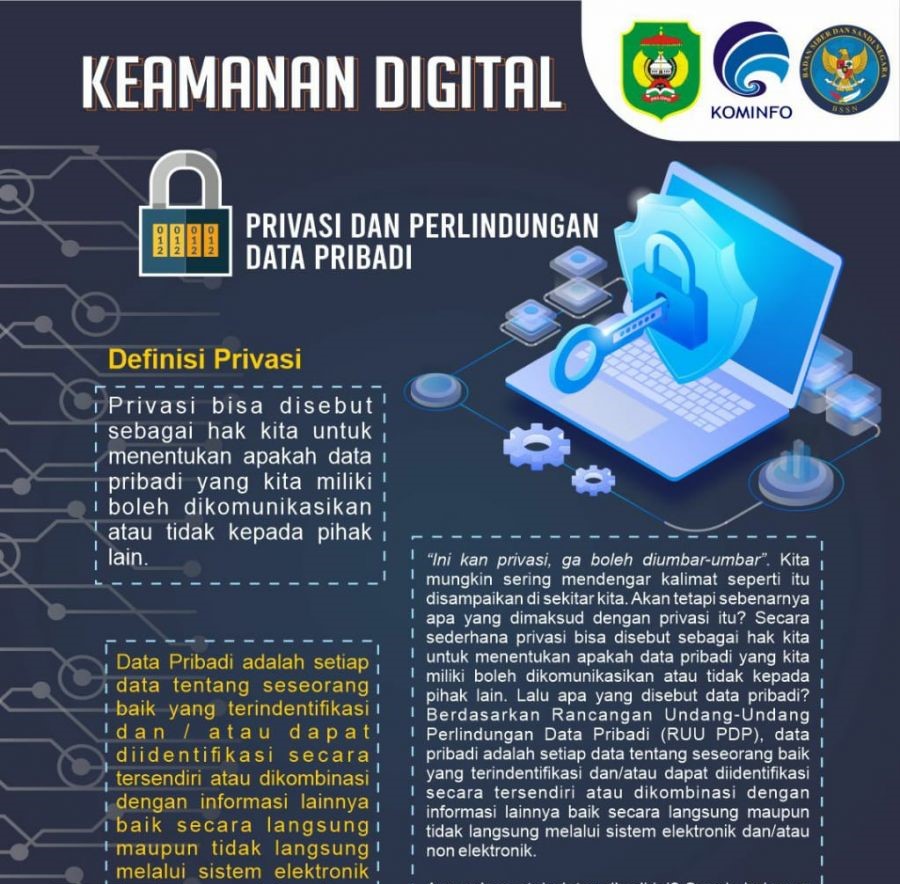 KEAMANAN DIGITAL
KOMINFO
BADAN SIBER DAN SANDI NEGARA
BSSN
PRIVASI DAN PERLINDUNGAN
DATA PRIBADI
Definisi Privasi
Privasi bisa disebut
sebagai hak kita untuk
menentukan apakah data
pribadi yang kita miliki
boleh dikomunikasikan
atau tidak kepada pihak
lain.
Data Pribadi adalah setiap
data tentang seseorang
baik yang terindentifikasi
dan / atau dapat
diidentifikasi secara
tersendiri atau dikombinasi
dengan informasi lainnya
baik secara langsung
maupun tidak langsung
melalui sistem elektronik
“Ini kan privasi, ga boleh diumbar-umbar”. Kita
mungkin sering mendengar kalimat seperti itu
disampaikan di sekitar kita. Akan tetapi sebenarnya
apa yang dimaksud dengan privasi itu? Secara
sederhana privasi bisa disebut sebagai hak kita
untuk menentukan apakah data pribadi yang kita
miliki boleh dikomunikasikan atau tidak kepada
pihak lain. Lalu apa yang disebut data pribadi?
Berdasarkan Rancangan Undang-Undang
Perlindungan Data Pribadi (RUU PDP), data
pribadi adalah setiap data tentang seseorang baik
yang terindentifikasi dan/atau dapat diidentifikasi
secara tersendiri atau dikombinasi dengan
informasi lainnya baik secara langsung maupun
tidak langsung melalui sistem elektronik dan/atau
non elektronik.